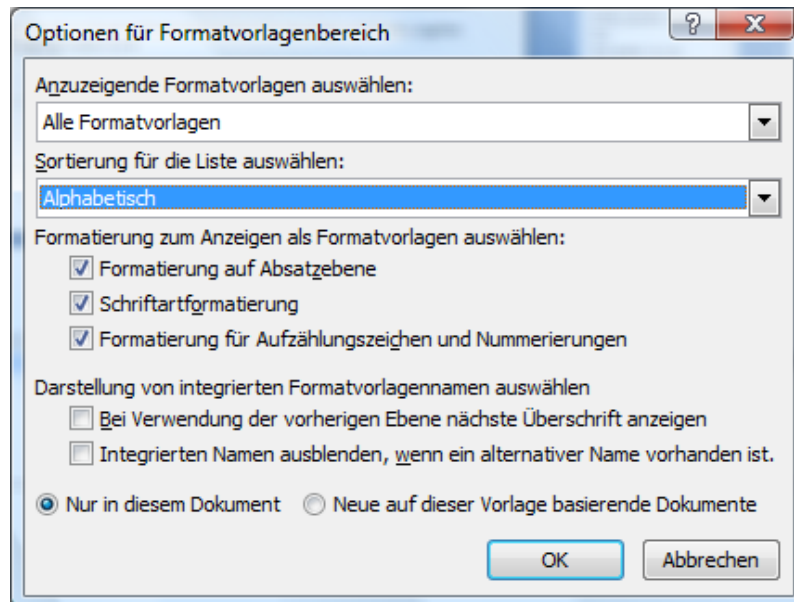 Optionen für Formatvorlagenbereich
Anzuzeigende Formatvorlagen auswählen:
Alle Formatvorlagen
Sortierung für die Liste auswählen:
Alphabetisch
Formatierung zum Anzeigen als Formatvorlagen auswählen:
Formatierung auf Absatzebene
Schriftartformatierung
Formatierung für Aufzählungszeichen und Nummerierungen
Darstellung von integrierten Formatvorlagennamen auswählen
Bei Verwendung der vorherigen Ebene nächste Überschrift anzeigen
Integrierten Namen ausblenden, wenn ein alternativer Name vorhanden ist.
Nur in diesem Dokument Neue auf dieser Vorlage basierende Dokumente
OK Abbrechen